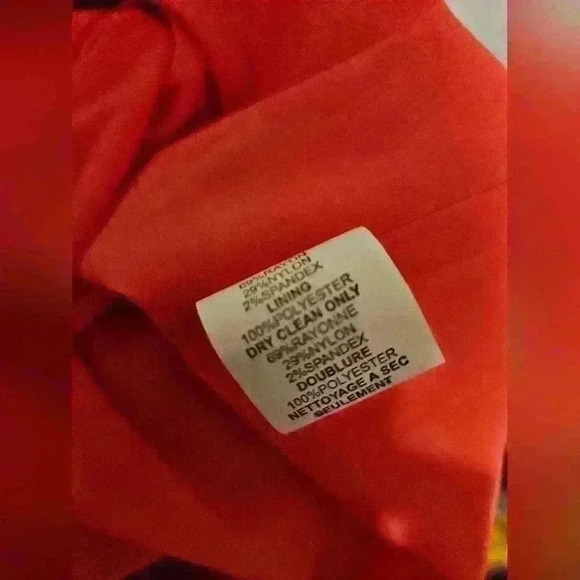 69%RAYON
29%NYLON
2%SPANDEX
LINING
100%POLYESTER
DRY CLEAN ONLY
69%RAYONNE
29%NYLON
2%SPANDEX
DOUBLURE
100%POLYESTER
NETTOYAGE A SEC
SEULEMENT